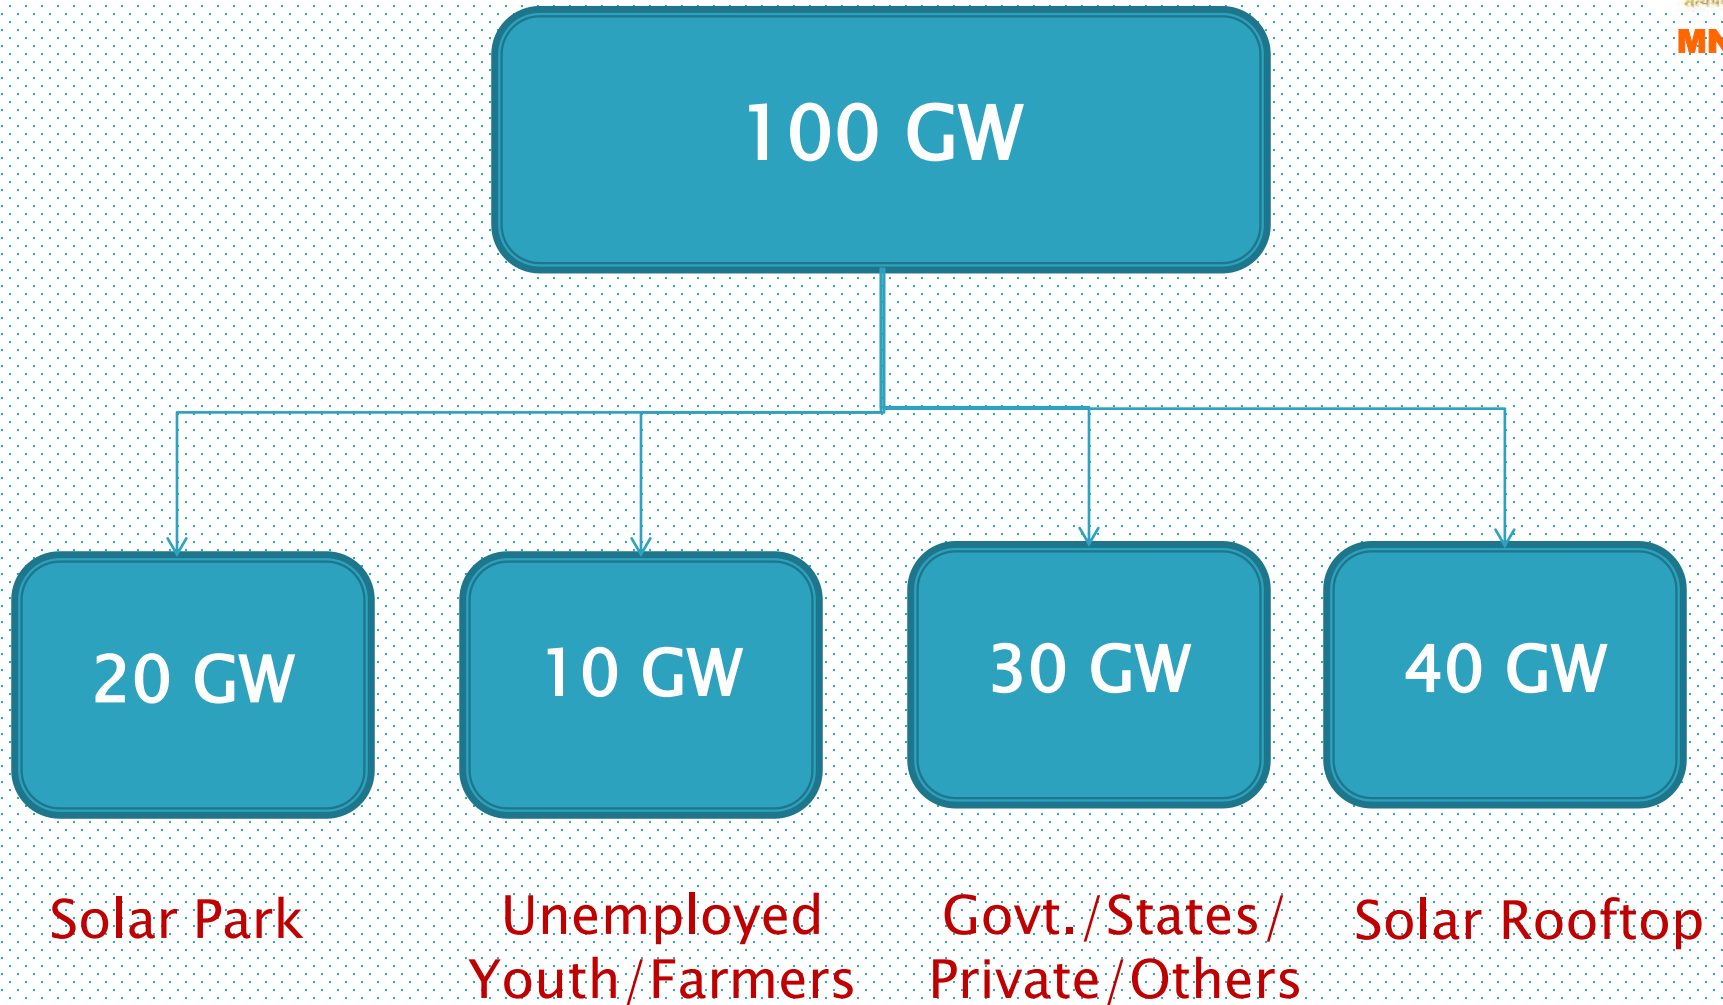 MN
100 GW
20 GW
10 GW
30 GW
40 GW
Solar Park
Unemployed
Youth/Farmers
Govt./States/
Private/Others
Solar Rooftop